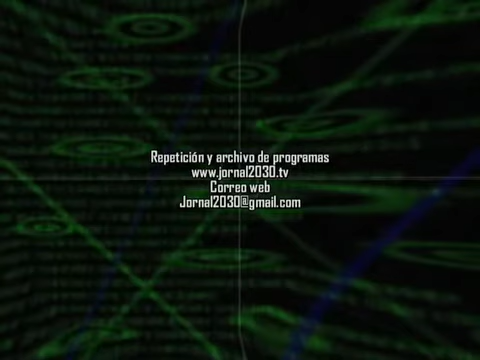 Repetición y archivo de programas
www.jornal2030.tv
Correo web
Jornal2030@gmail.com